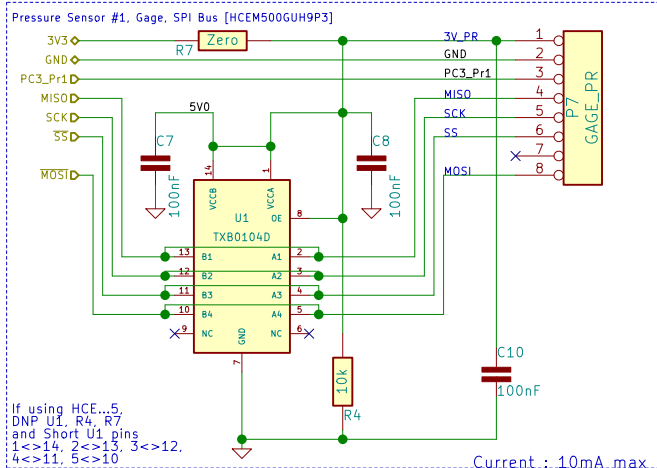 Pressure Sensor #1, Gage, SPI Bus [HCEM500GUH9P3]
3V3
Zero
R7
3V_PR
1
GND
GND
2
PC3_Pr1
PC3_Pr1
3
MISO
MISO
4
SCK
5V0
SCK
5
SS
C7
C8
SS
6
7
MOSI
MOSI
8
P7
GAGE_PR
100nF
100nF
14
1
VCCB
VCCA
U1
OE
8
TXB0104D
13
B1
A1
2
12
B2
A2
3
11
B3
A3
4
10
B4
A4
5
9
NC
NC
6
GND
7
10k
R4
C10
100nF
If using HCE...5,
DNP U1, R4, R7
and Short U1 pins
1<>14, 2<>13, 3<>12,
4<>11, 5<>10
Current : 10mA max